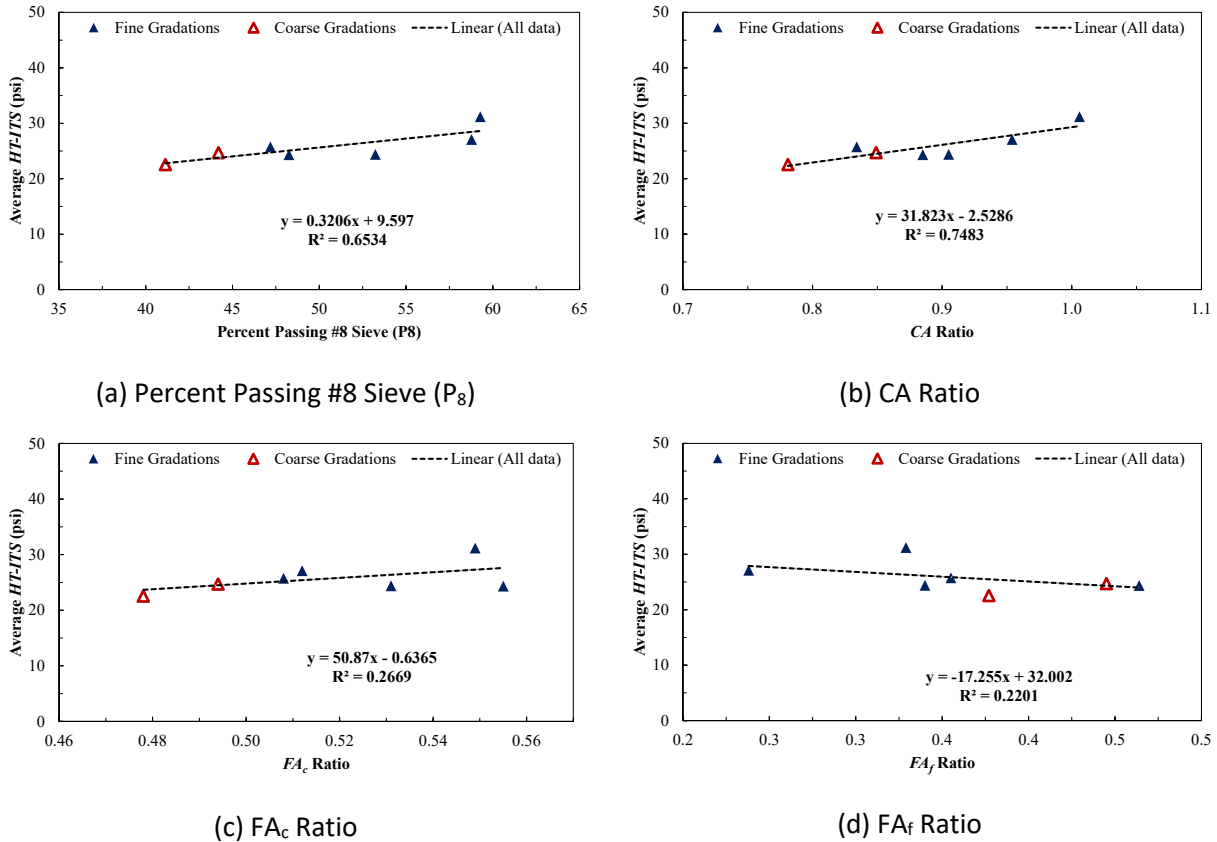 50
▲ Fine Gradations △ Coarse Gradations ----- Linear (All data)
40
30
20
10
0
Average HT-ITS (psi)
y = 0.3206x + 9.597
R² = 0.6534
35 40 45 50 55 60 65
Percent Passing #8 Sieve (P8)
(a) Percent Passing #8 Sieve (P₈)
50
▲ Fine Gradations △ Coarse Gradations ----- Linear (All data)
40
30
20
10
0
Average HT-ITS (psi)
y = 31.823x - 2.5286
R² = 0.7483
0.7 0.8 0.9 1.0 1.1
CA Ratio
(b) CA Ratio
50
▲ Fine Gradations △ Coarse Gradations ----- Linear (All data)
40
30
20
10
0
Average HT-ITS (psi)
y = 50.87x - 0.6365
R² = 0.2669
0.46 0.48 0.50 0.52 0.54 0.56
FA_c Ratio
(c) FA_c Ratio
50
▲ Fine Gradations △ Coarse Gradations ----- Linear (All data)
40
30
20
10
0
Average HT-ITS (psi)
y = -17.255x + 32.002
R² = 0.2201
0.2 0.3 0.3 0.4 0.4 0.5 0.5
FA_f Ratio
(d) FA_f Ratio